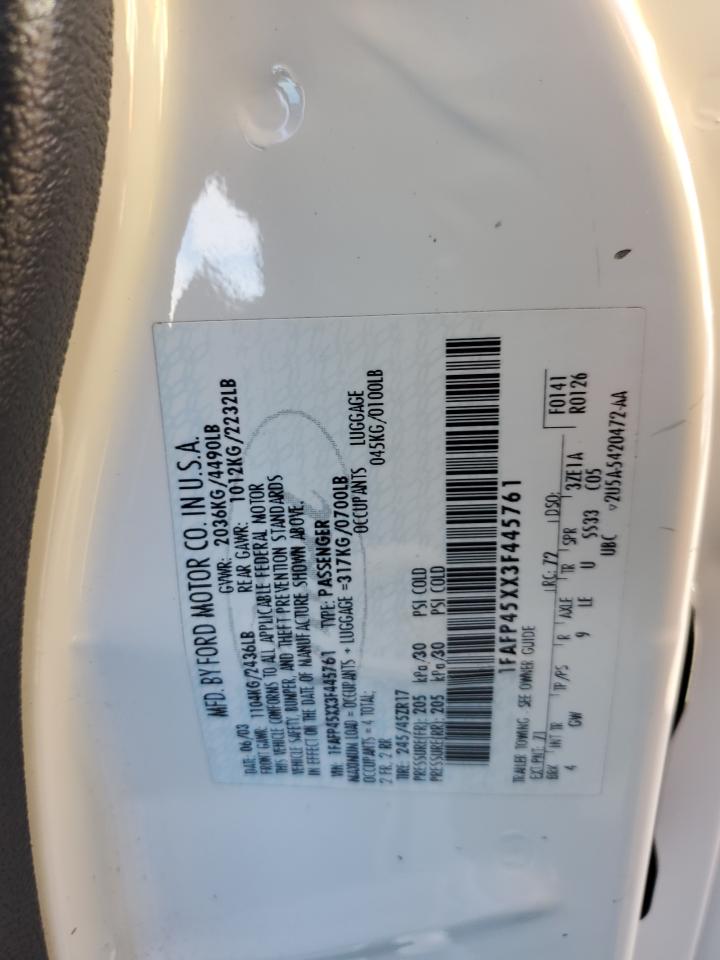 MFD. BY FORD MOTOR CO. IN U.S.A.
DATE: 06/03 GVWR: 2036KG/4490LB
FRONT GAWR: 1104KG/2436LB REAR GAWR: 1012KG/2232LB
THIS VEHICLE CONFORMS TO ALL APPLICABLE FEDERAL MOTOR
VEHICLE SAFETY, BUMPER, AND THEFT PREVENTION STANDARDS
IN EFFECT ON THE DATE OF MANUFACTURE SHOWN ABOVE.
VIN: 1FAFP45XX3F445761 TYPE: PASSENGER
MAXIMUM LOAD = OCCUPANTS + LUGGAGE =317KG/0700LB
OCCUPANTS = 4 TOTAL: OCCUPANTS LUGGAGE
2 FR, 2 RR 045KG/0100LB
TIRE: 245/45ZR17
PRESSURE(FR): 205 kPa/30 PSI COLD
PRESSURE(RR): 205 kPa/30 PSI COLD
1FAFP45XX3F445761
TRAILER TOWING - SEE OWNER GUIDE
EXT PNT: Z1 RC: 72 DSO: F0141
BRK INT TR TP/PS R AXLE TR SPR 3ZE1A R0126
4 GW 9 LE U SS33 C05
UBC v2U5A-5420472-AA